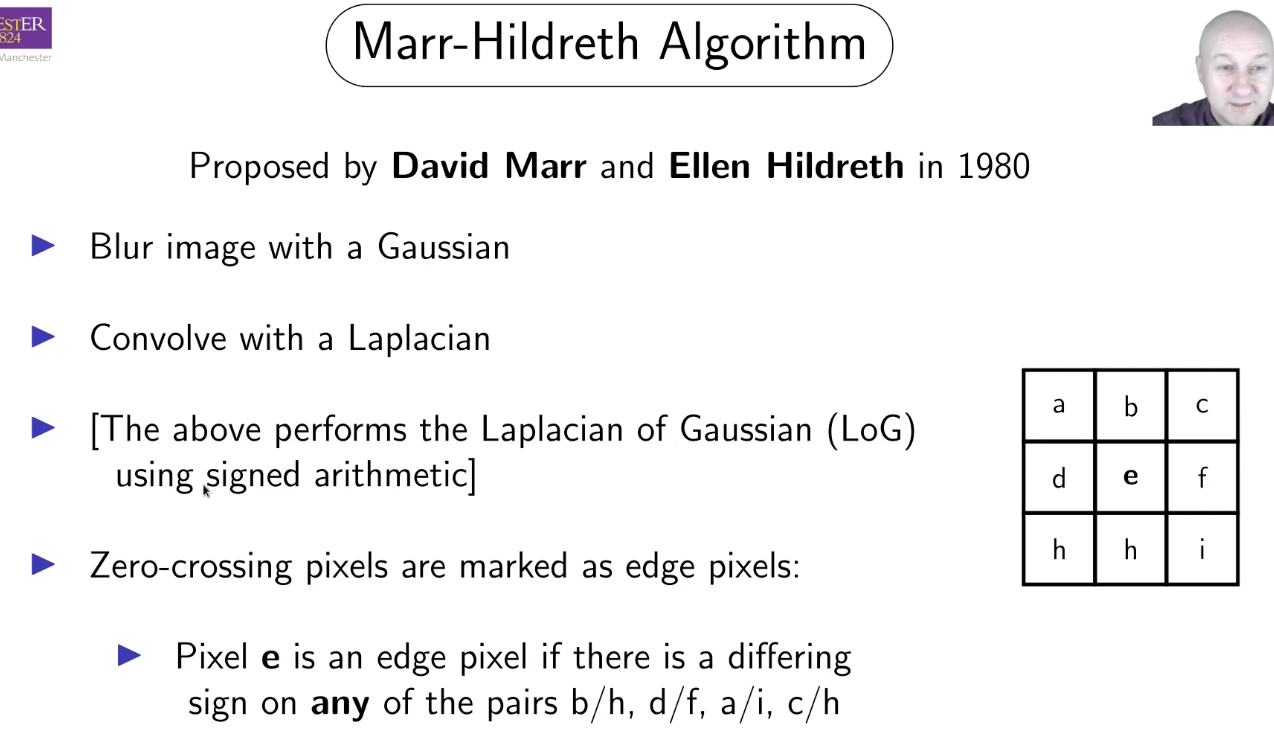 ESTER
824
Manchester
Marr-Hildreth Algorithm
Proposed by David Marr and Ellen Hildreth in 1980
Blur image with a Gaussian
Convolve with a Laplacian
[The above performs the Laplacian of Gaussian (LoG)
using signed arithmetic]
Zero-crossing pixels are marked as edge pixels:
Pixel e is an edge pixel if there is a differing
sign on any of the pairs b/h, d/f, a/i, c/h
a b c
d e f
h h i